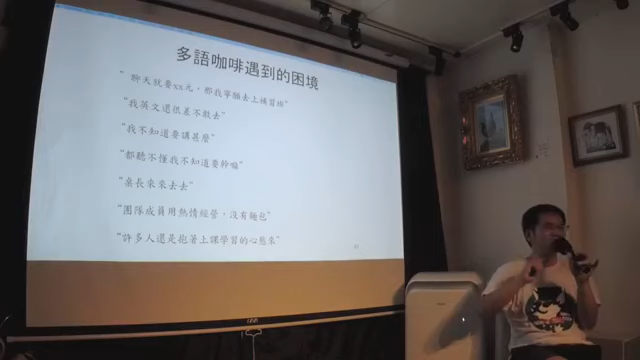 多語咖啡遇到的困境
“ 聊天就要xx元，那我寧願去上補習班”
“我英文還很差不敢去”
“我不知道要講甚麼”
“都聽不懂我不知道要幹嘛”
“桌長來來去去”
“團隊成員用熱情經營，沒有麵包”
“許多人還是抱著上課學習的心態來”